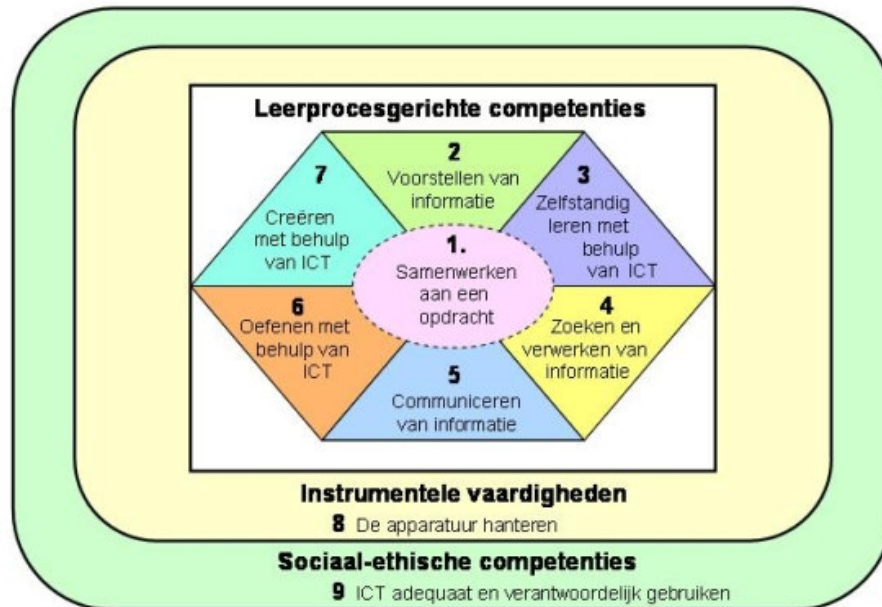 Leerprocesgerichte competenties
2
Voorstellen van
informatie
3
Zelfstandig
leren met
behulp
van ICT
7
Creëren
met behulp
van ICT
1.
Samenwerken
aan een
opdracht
6
Oefenen met
behulp van
ICT
4
Zoeken en
verwerken van
informatie
5
Communiceren
van informatie
Instrumentele vaardigheden
8 De apparatuur hanteren
Sociaal-ethische competenties
9 ICT adequaat en verantwoordelijk gebruiken